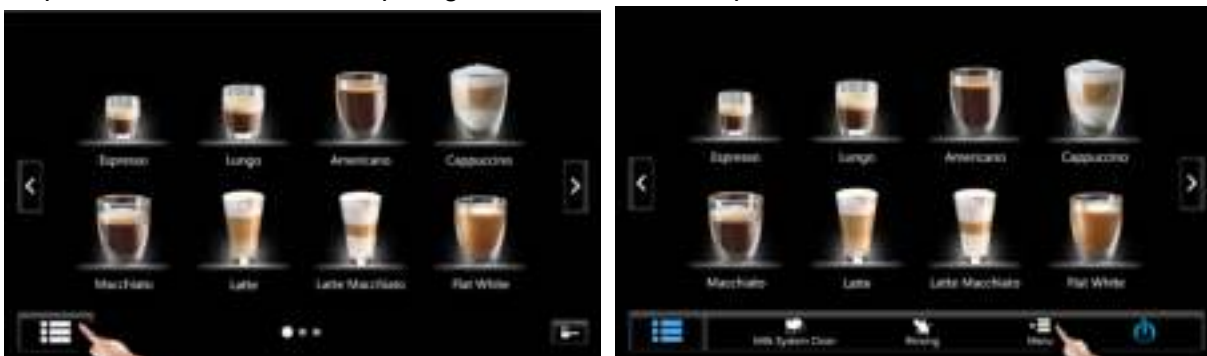 Espresso Lungo Americano Cappuccino
Macchiato Latte Latte Macchiato Flat White
Espresso Lungo Americano Cappuccino
Macchiato Latte Latte Macchiato Flat White
Milk System Clean Rinsing Menu